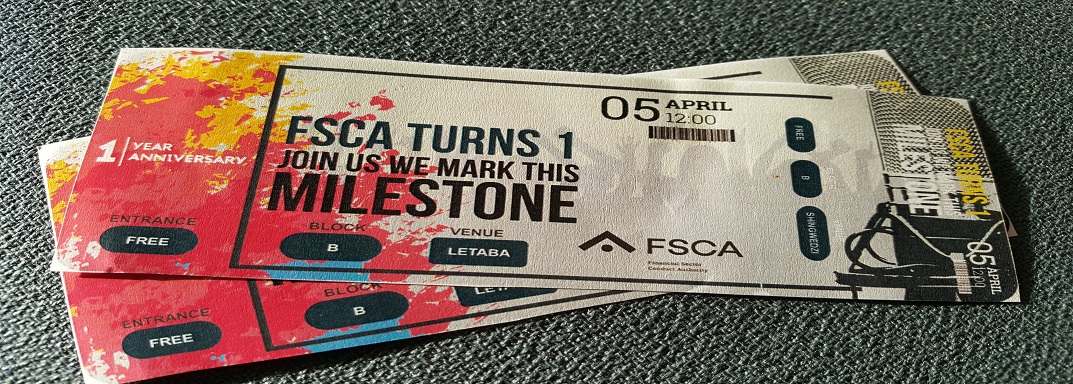 1 YEAR
ANNIVERSARY
ENTRANCE
FREE
FSCA TURNS 1
JOIN US WE MARK THIS
MILESTONE
BLOCK
B
VENUE
LETABA
05 APRIL
12:00
FSCA
Financial Sector
Conduct Authority
FREE
B
SHINGWEDZI
FSCA TURNS 1
MILESTONE
05 APRIL
12:00
ENTRANCE
FREE
BLOCK
B